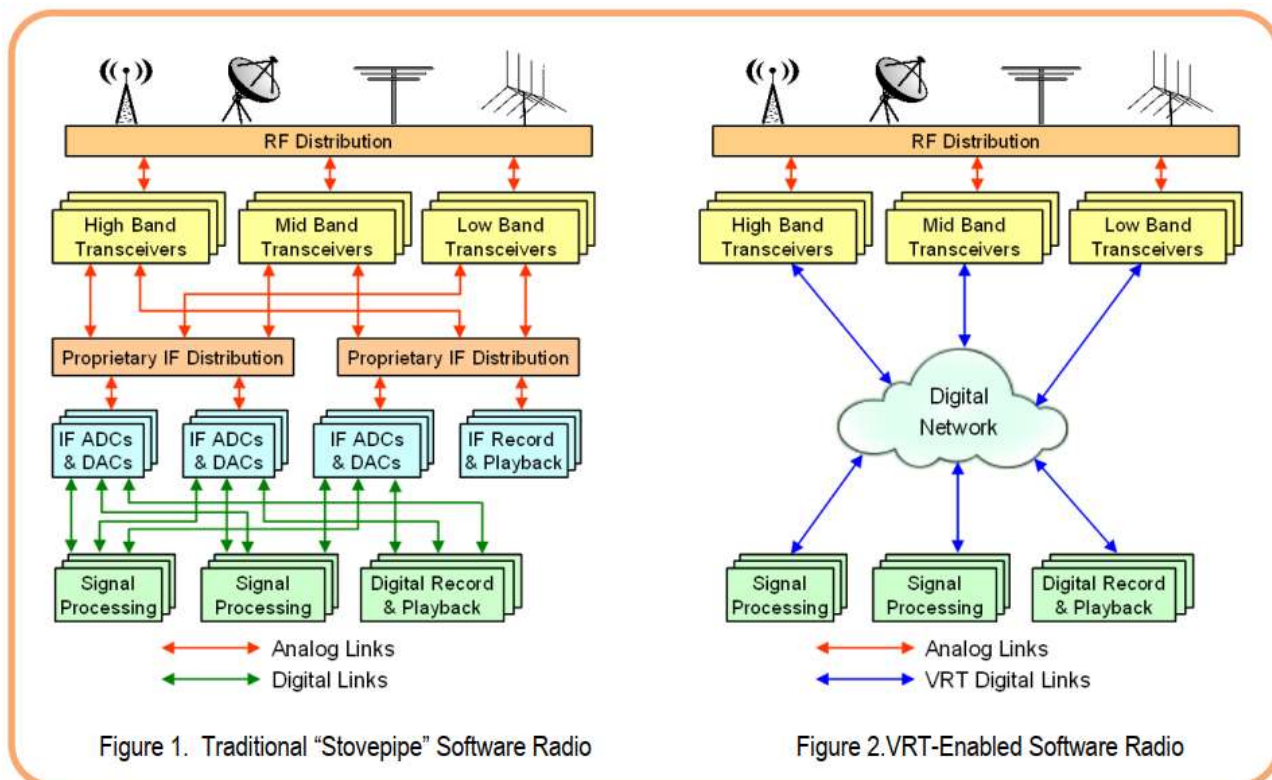 RF Distribution
High Band
Transceivers
Mid Band
Transceivers
Low Band
Transceivers
Proprietary IF Distribution
Proprietary IF Distribution
IF ADCs
& DACs
IF ADCs
& DACs
IF ADCs
& DACs
IF Record
& Playback
Signal
Processing
Signal
Processing
Digital Record
& Playback
Analog Links
Digital Links
Figure 1. Traditional “Stovepipe” Software Radio
RF Distribution
High Band
Transceivers
Mid Band
Transceivers
Low Band
Transceivers
Digital
Network
Signal
Processing
Signal
Processing
Digital Record
& Playback
Analog Links
VRT Digital Links
Figure 2.VRT-Enabled Software Radio